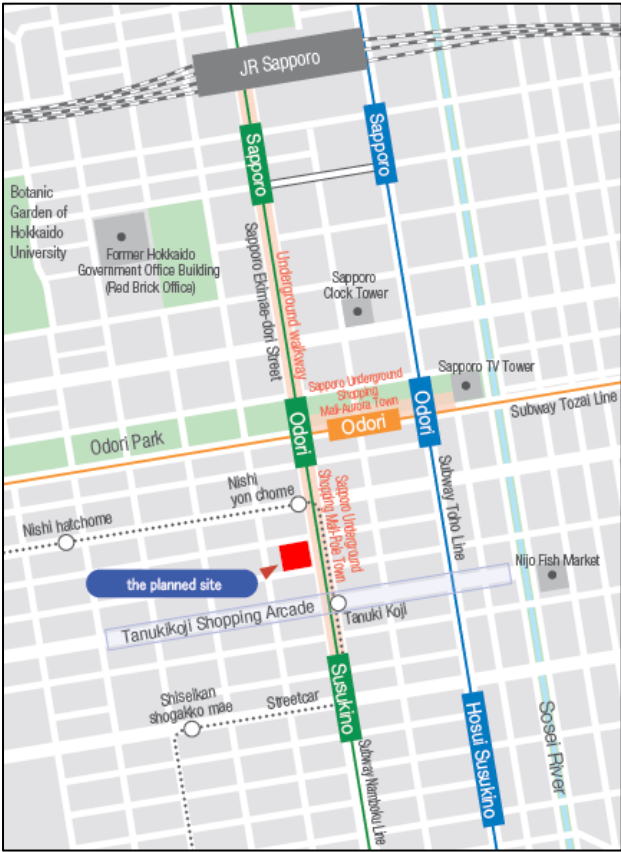 JR Sapporo
Sapporo
Sapporo
Botanic
Garden of
Hokkaido
University
Former Hokkaido
Government Office Building
(Red Brick Office)
Sapporo Ekimae-dori Street
Underground walkway
Sapporo
Clock Tower
Sapporo Underground
Shopping
Mall-Aurora Town
Sapporo TV Tower
Odori
Odori
Odori
Subway Tozai Line
Odori Park
Nishi
yon chome
Nishi hatchome
Sapporo Underground
Shopping Mall-Pole Town
Subway Toho Line
Nijo Fish Market
the planned site
Tanukikoji Shopping Arcade
Tanuki Koji
Susukino
Shiseikan
shogakko mae
Streetcar
Hosui Susukino
Sosei River
Subway Namboku Line